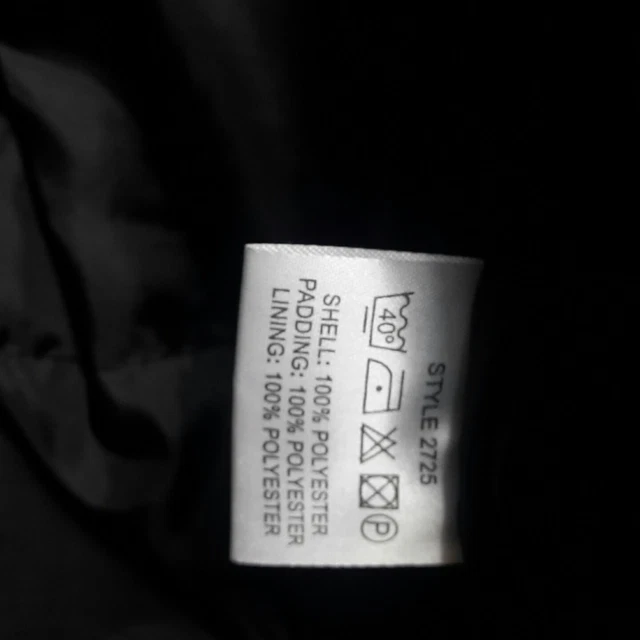 STYLE 2725
40°
P
SHELL: 100% POLYESTER
PADDING: 100% POLYESTER
LINING: 100% POLYESTER